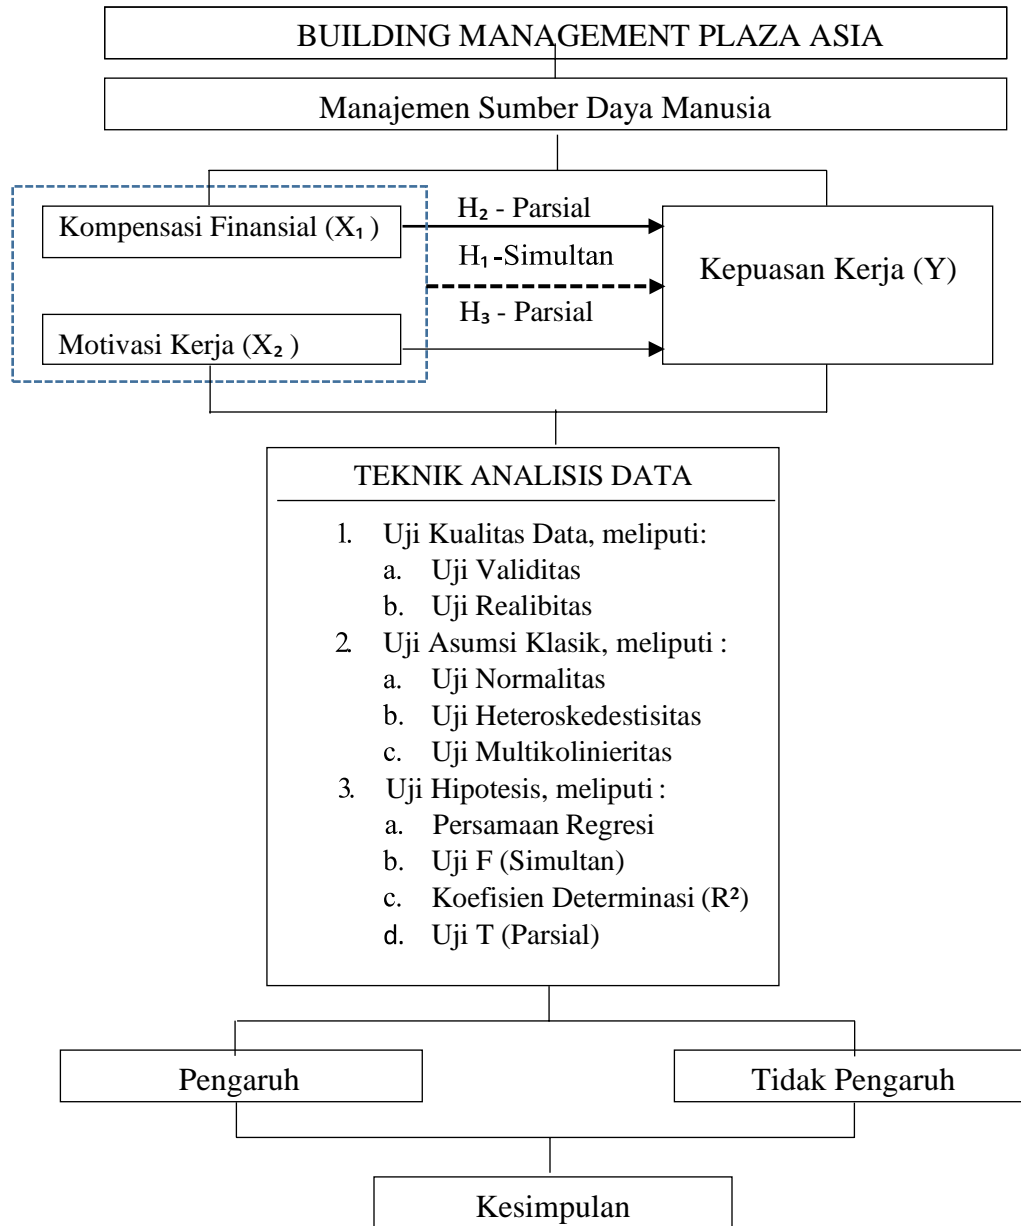 BUILDING MANAGEMENT PLAZA ASIA
Manajemen Sumber Daya Manusia
Kompensasi Finansial (X₁ )
H₂ - Parsial
H₁-Simultan
Kepuasan Kerja (Y)
H₃ - Parsial
Motivasi Kerja (X₂ )
TEKNIK ANALISIS DATA
1. Uji Kualitas Data, meliputi:
a. Uji Validitas
b. Uji Realibitas
2. Uji Asumsi Klasik, meliputi :
a. Uji Normalitas
b. Uji Heteroskedestisitas
c. Uji Multikolinieritas
3. Uji Hipotesis, meliputi :
a. Persamaan Regresi
b. Uji F (Simultan)
c. Koefisien Determinasi (R²)
d. Uji T (Parsial)
Pengaruh
Tidak Pengaruh
Kesimpulan